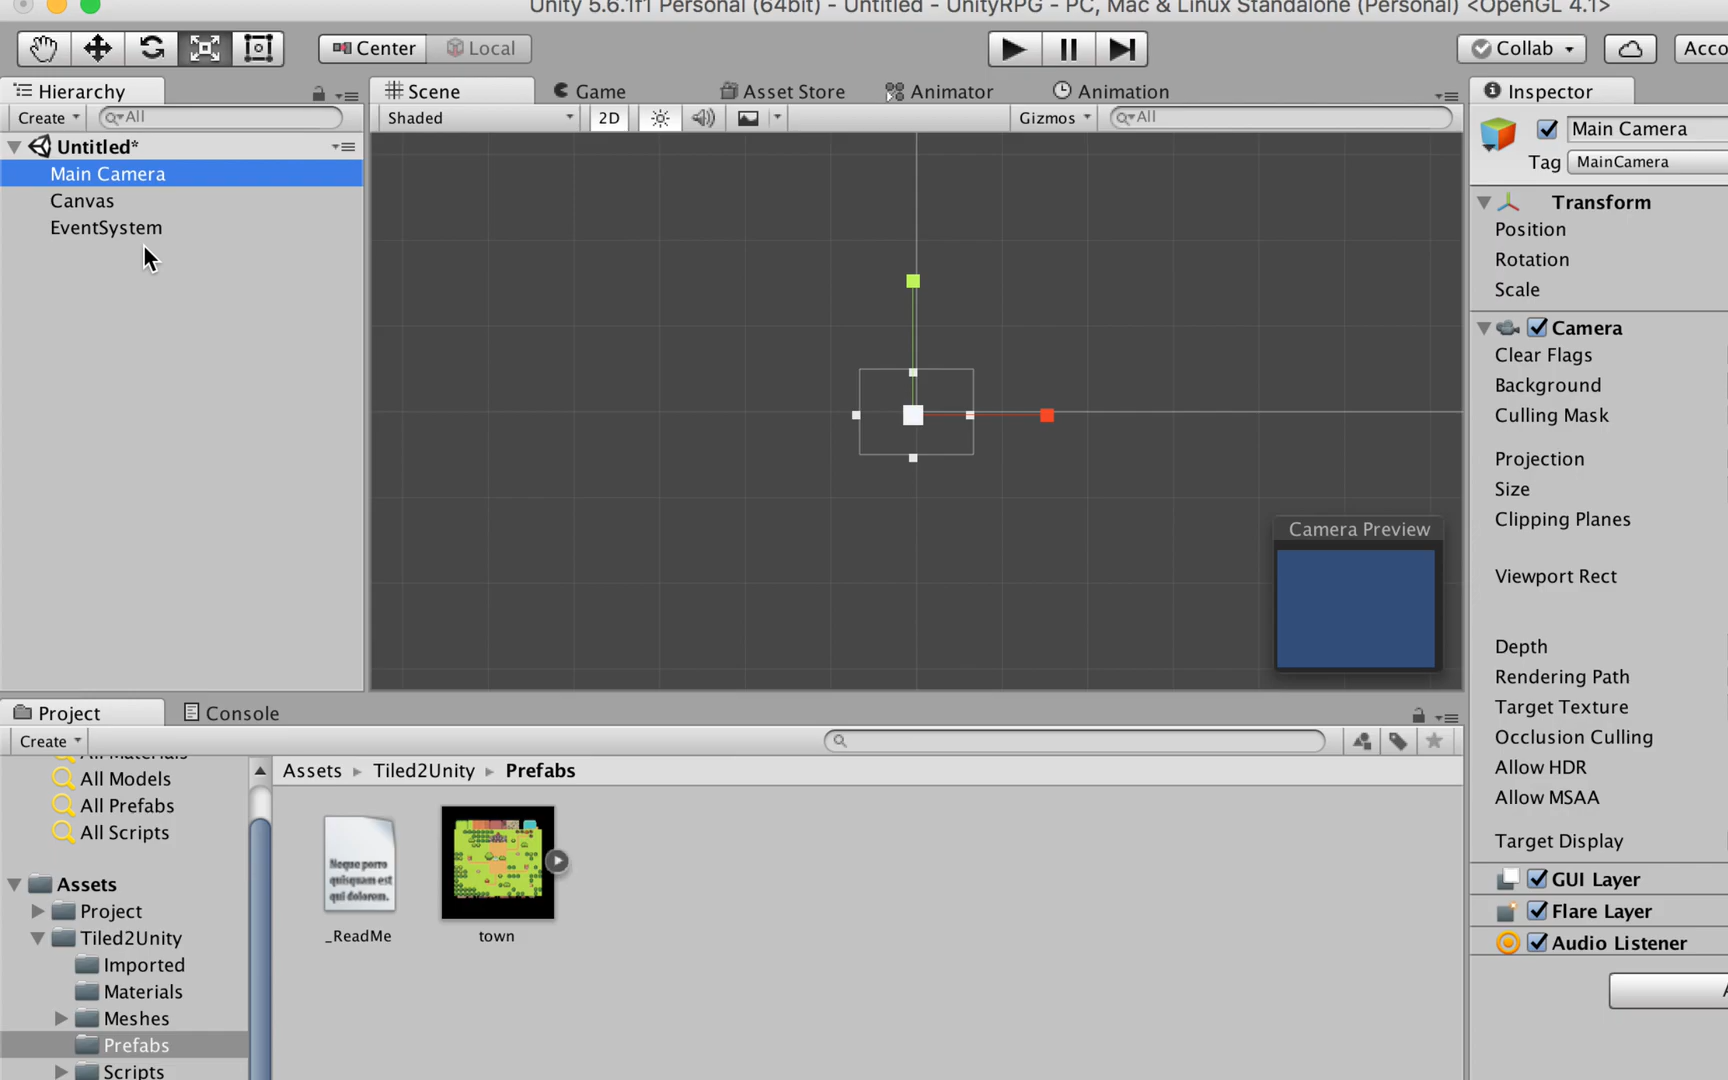 Unity 5.6.1f1 Personal (64bit) - Untitled - UnityRPG - PC, Mac & Linux Standalone (Personal) <OpenGL 4.1>
Center Local Collab Acco
Hierarchy Scene Game Asset Store Animator Animation Inspector
Create All Shaded 2D Gizmos All
Main Camera
Tag MainCamera
Untitled*
Main Camera
Canvas
EventSystem
Transform
Position
Rotation
Scale
Camera
Clear Flags
Background
Culling Mask
Projection
Size
Clipping Planes
Viewport Rect
Depth
Rendering Path
Target Texture
Occlusion Culling
Allow HDR
Allow MSAA
Target Display
GUI Layer
Flare Layer
Audio Listener
A
Camera Preview
Project Console
Create
All Materials
All Models
All Prefabs
All Scripts
Assets
Project
Tiled2Unity
Imported
Materials
Meshes
Prefabs
Scripts
Assets Tiled2Unity Prefabs
Neque porro
quisquam est
qui dolorem.
_ReadMe
town